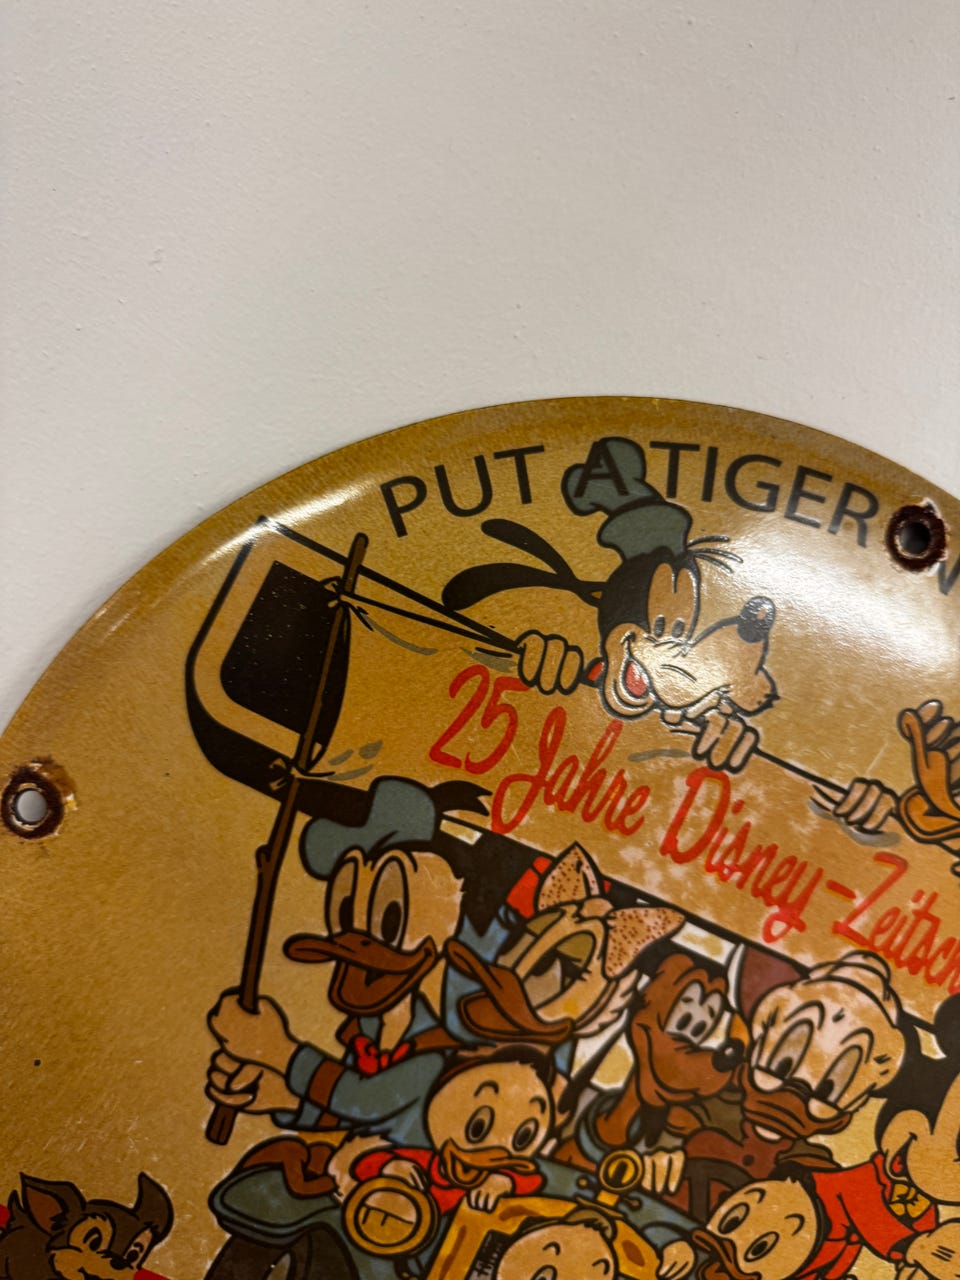 PUT A TIGER
25 Jahre Disney-Zeitsch